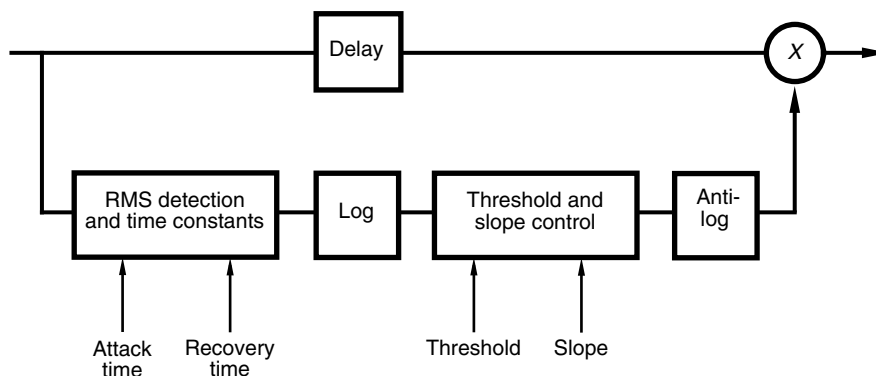 Delay
X
RMS detection
and time constants
Log
Threshold and
slope control
Anti-
log
Attack
time
Recovery
time
Threshold
Slope